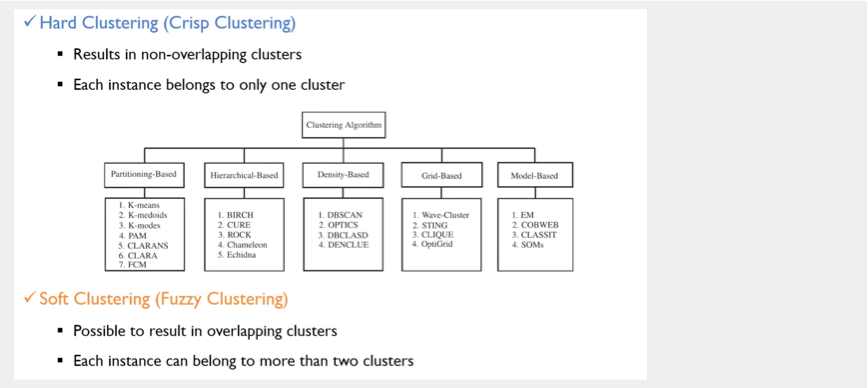 ✓ Hard Clustering (Crisp Clustering)
▪ Results in non-overlapping clusters
▪ Each instance belongs to only one cluster
Clustering Algorithm
Partitioning-Based
Hierarchical-Based
Density-Based
Grid-Based
Model-Based
1. K-means
2. K-medoids
3. K-modes
4. PAM
5. CLARANS
6. CLARA
7. FCM
1. BIRCH
2. CURE
3. ROCK
4. Chameleon
5. Echidna
1. DBSCAN
2. OPTICS
3. DBCLASD
4. DENCLUE
1. Wave-Cluster
2. STING
3. CLIQUE
4. OptiGrid
1. EM
2. COBWEB
3. CLASSIT
4. SOMs
✓ Soft Clustering (Fuzzy Clustering)
▪ Possible to result in overlapping clusters
▪ Each instance can belong to more than two clusters